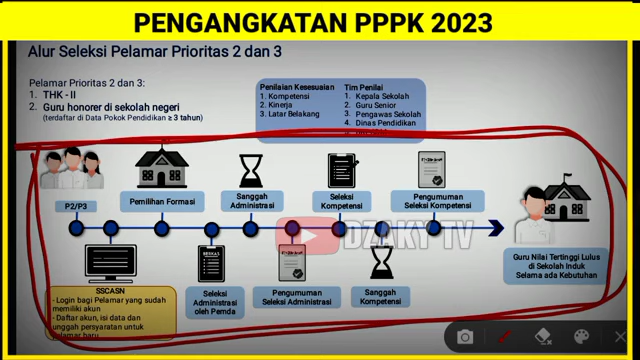 PENGANGKATAN PPPK 2023
Alur Seleksi Pelamar Prioritas 2 dan 3
Pelamar Prioritas 2 dan 3:
1. THK - II
2. Guru honorer di sekolah negeri
(terdaftar di Data Pokok Pendidikan ≥ 3 tahun)
Penilaian Kesesuaian
1. Kompetensi
2. Kinerja
3. Latar Belakang
Tim Penilai
1. Kepala Sekolah
2. Guru Senior
3. Pengawas Sekolah
4. Dinas Pendidikan
P2/P3
Pemilihan Formasi
Sanggah
Administrasi
Seleksi
Kompetensi
Pengumuman
Seleksi Kompetensi
DZAKY TV
SSCASN
- Login bagi Pelamar yang sudah
memiliki akun
- Daftar akun, isi data dan
unggah persyaratan untuk
pelamar baru
BERKAS
Seleksi
Administrasi
oleh Pemda
Pengumuman
Seleksi Administrasi
Sanggah
Kompetensi
Guru Nilai Tertinggi Lulus
di Sekolah Induk
Selama ada Kebutuhan